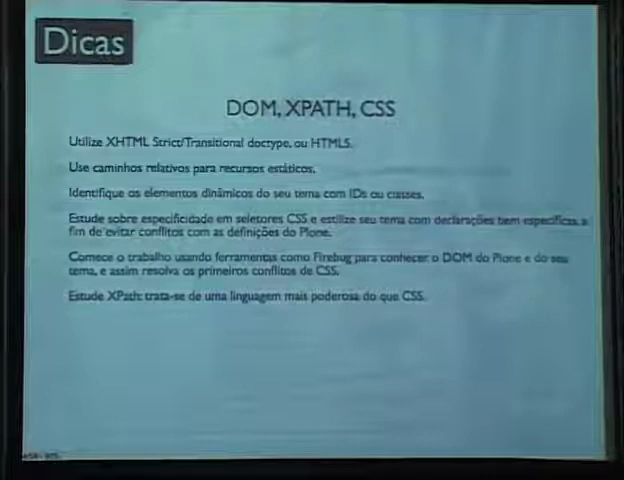 Dicas
DOM, XPATH, CSS
Utilize XHTML Strict/Transitional doctype, ou HTML5.
Use caminhos relativos para recursos estáticos.
Identifique os elementos dinâmicos do seu tema com IDs ou classes.
Estude sobre especificidade em seletores CSS e estilize seu tema com declarações bem específicas, a
fim de evitar conflitos com as definições do Plone.
Comece o trabalho usando ferramentas como Firebug para conhecer o DOM do Plone e do seu
tema, e assim resolva os primeiros conflitos de CSS.
Estude XPath: trata-se de uma linguagem mais poderosa do que CSS.